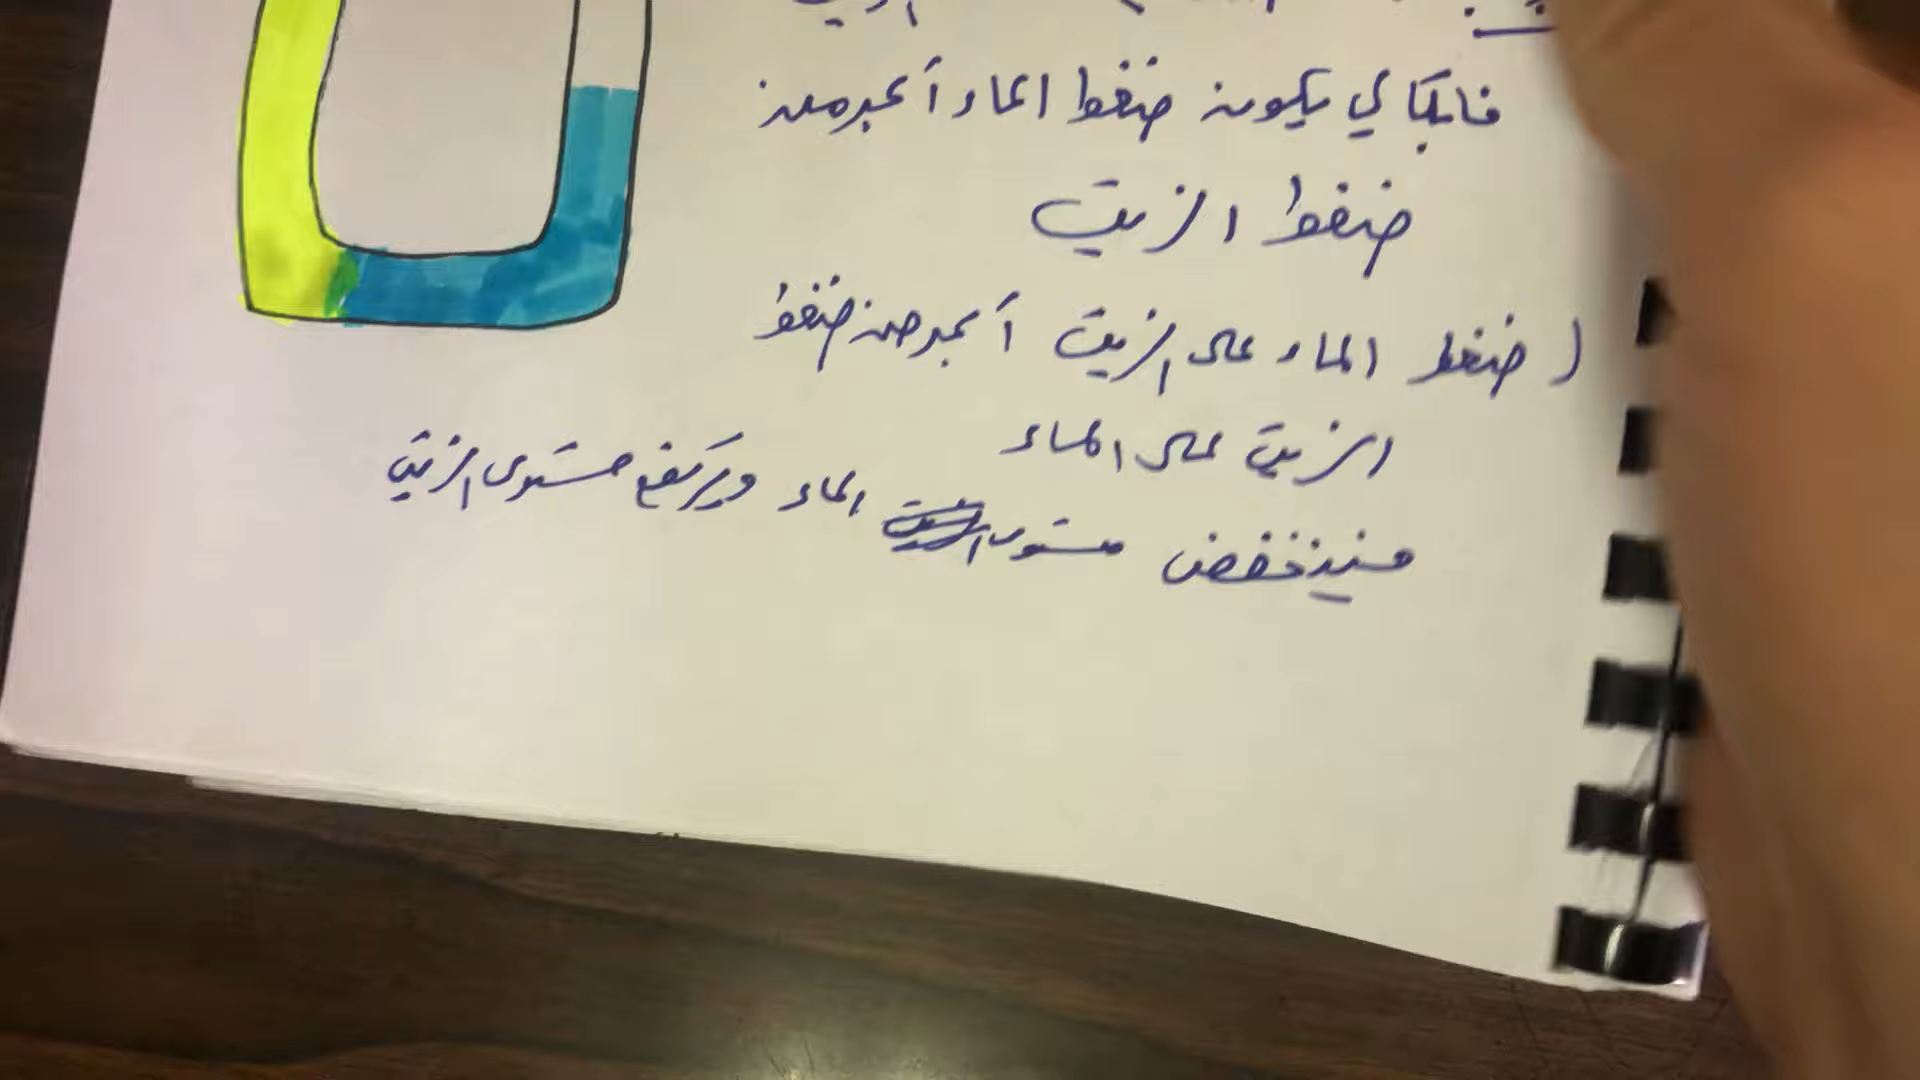 فبالتالي يكون ضغط الماء أكبر من
ضغط الزيت
( ضغط الماء على الزيت أكبر من ضغط
الزيت على الماء
فينخفض مستوى الماء ويرتفع مستوى الزيت